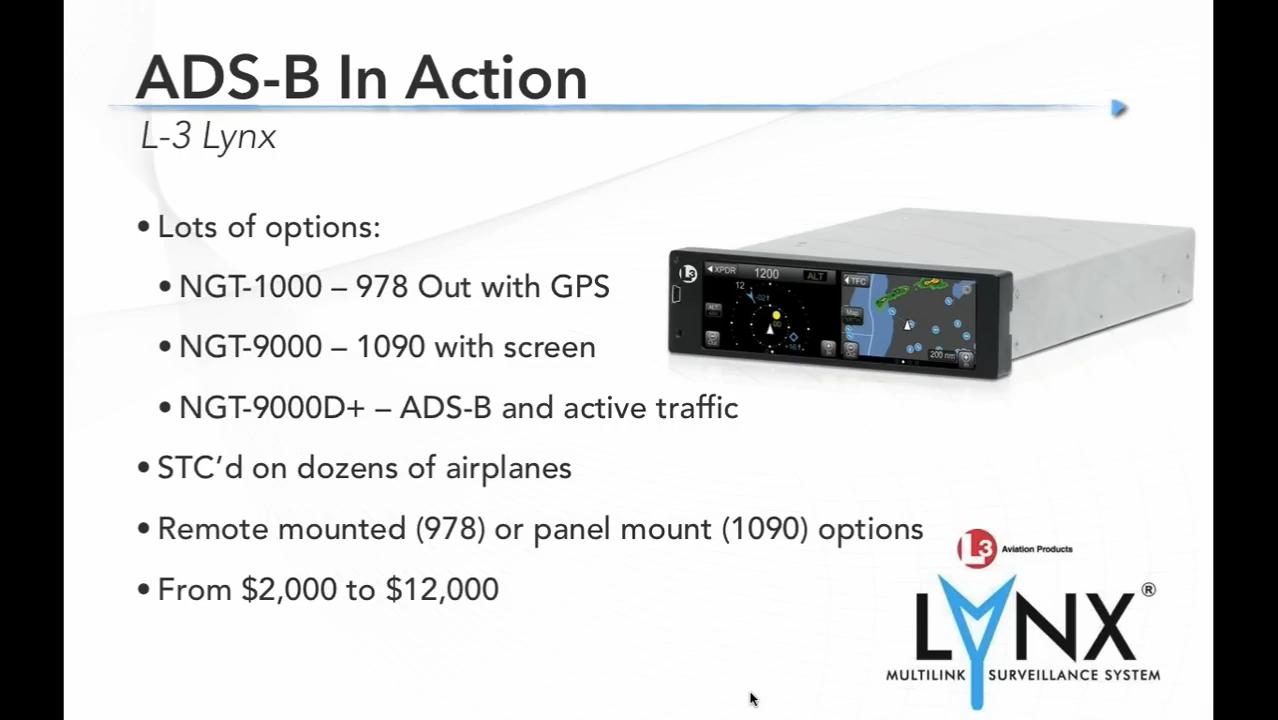 ADS-B In Action
L-3 Lynx
• Lots of options:
• NGT-1000 – 978 Out with GPS
• NGT-9000 – 1090 with screen
• NGT-9000D+ – ADS-B and active traffic
• STC’d on dozens of airplanes
• Remote mounted (978) or panel mount (1090) options
• From $2,000 to $12,000
L3
XPDR 1200 ALT
TFC
12
ALT
Map
200 nm
L3 Aviation Products
LYNX®
MULTILINK SURVEILLANCE SYSTEM